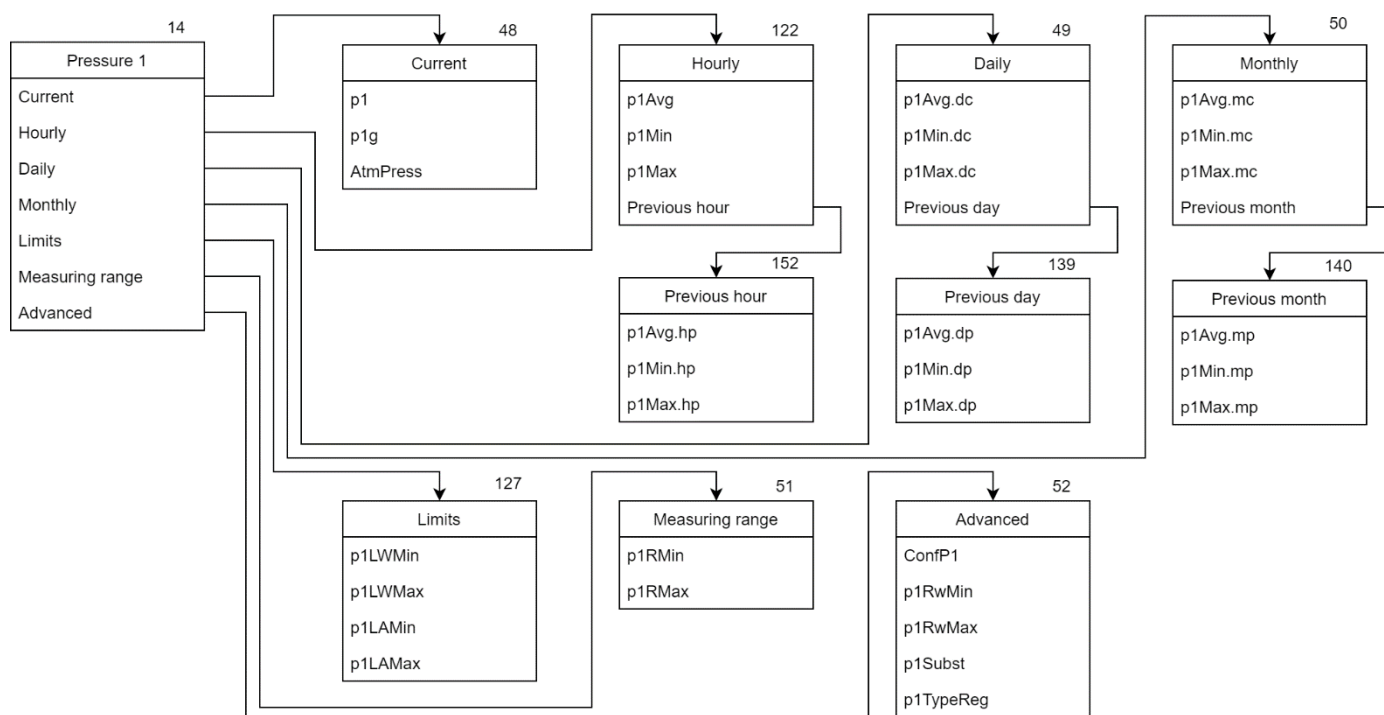 14
Pressure 1
Current
Hourly
Daily
Monthly
Limits
Measuring range
Advanced
48
Current
p1
p1g
AtmPress
122
Hourly
p1Avg
p1Min
p1Max
Previous hour
49
Daily
p1Avg.dc
p1Min.dc
p1Max.dc
Previous day
50
Monthly
p1Avg.mc
p1Min.mc
p1Max.mc
Previous month
152
Previous hour
p1Avg.hp
p1Min.hp
p1Max.hp
139
Previous day
p1Avg.dp
p1Min.dp
p1Max.dp
140
Previous month
p1Avg.mp
p1Min.mp
p1Max.mp
127
Limits
p1LWMin
p1LWMax
p1LAMin
p1LAMax
51
Measuring range
p1RMin
p1RMax
52
Advanced
ConfP1
p1RwMin
p1RwMax
p1Subst
p1TypeReg